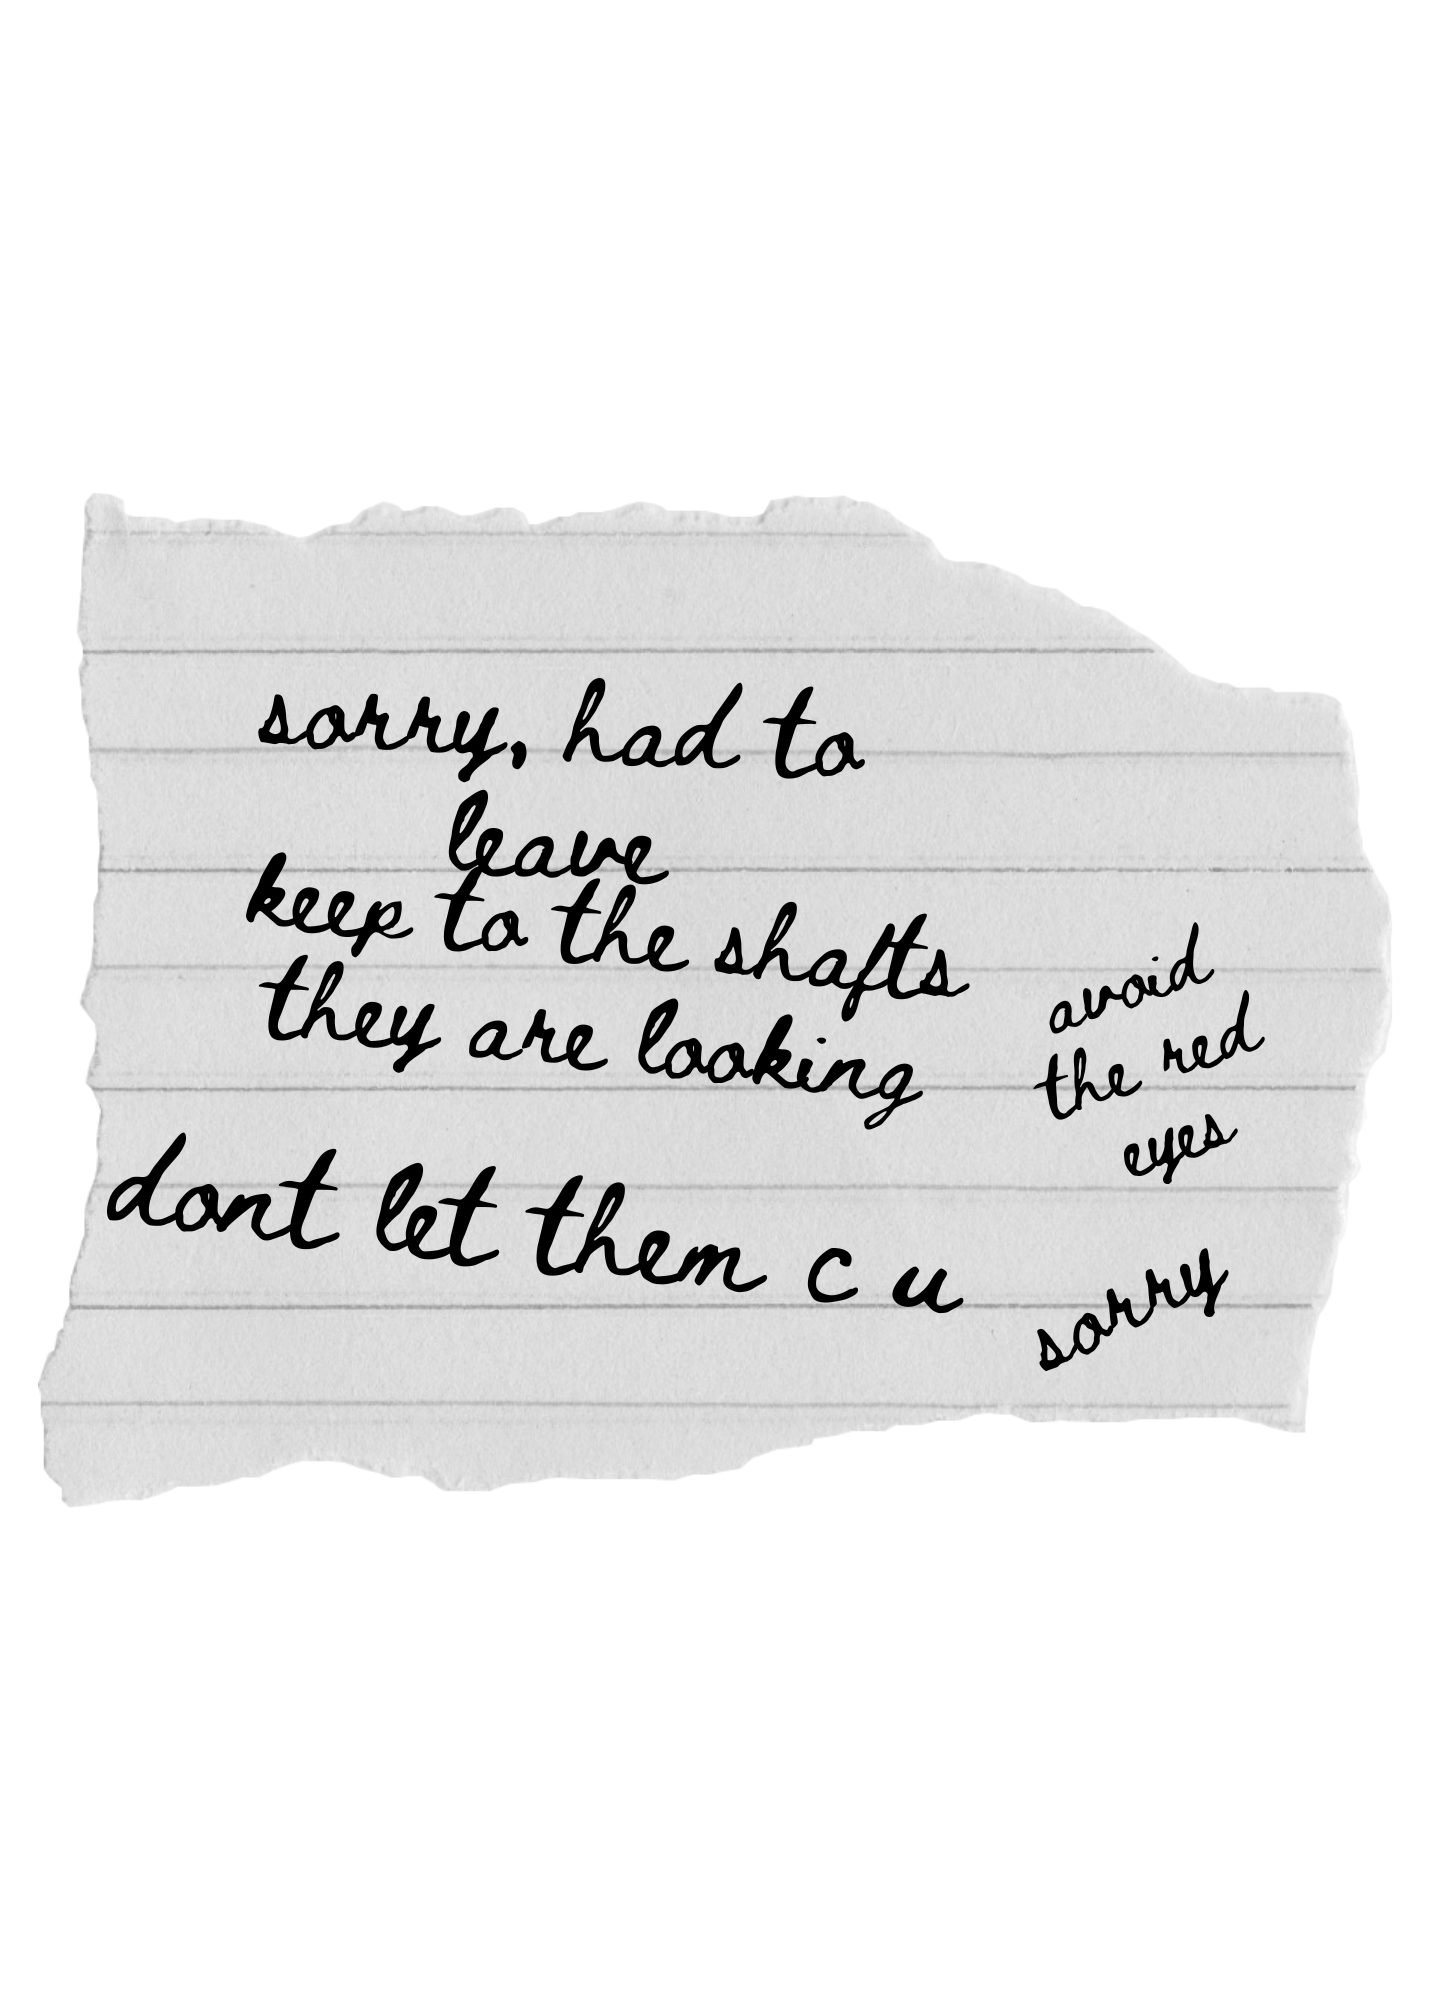 sorry, had to
leave
keep to the shafts
they are looking
dont let them c u
avoid
the red
eyes
sorry